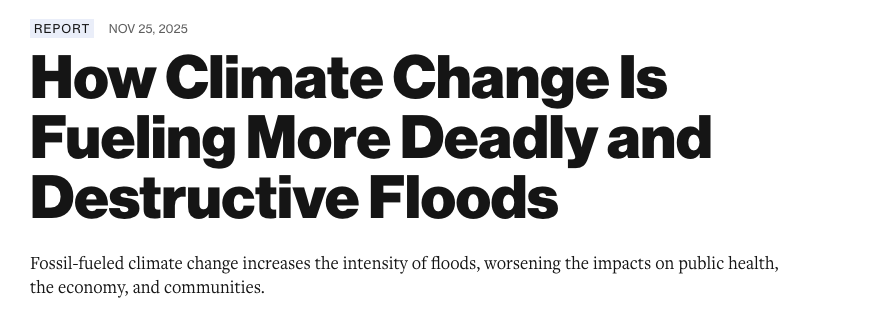 REPORT NOV 25, 2025
How Climate Change Is
Fueling More Deadly and
Destructive Floods
Fossil-fueled climate change increases the intensity of floods, worsening the impacts on public health,
the economy, and communities.